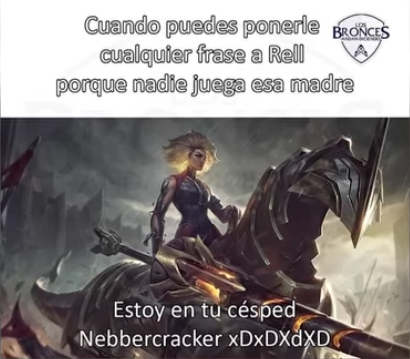 Cuando puedes ponerle
cualquier frase a Rell
porque nadie juega esa madre
LOS
BRONCES
Estoy en tu césped
Nebbercracker xDxDXdXD